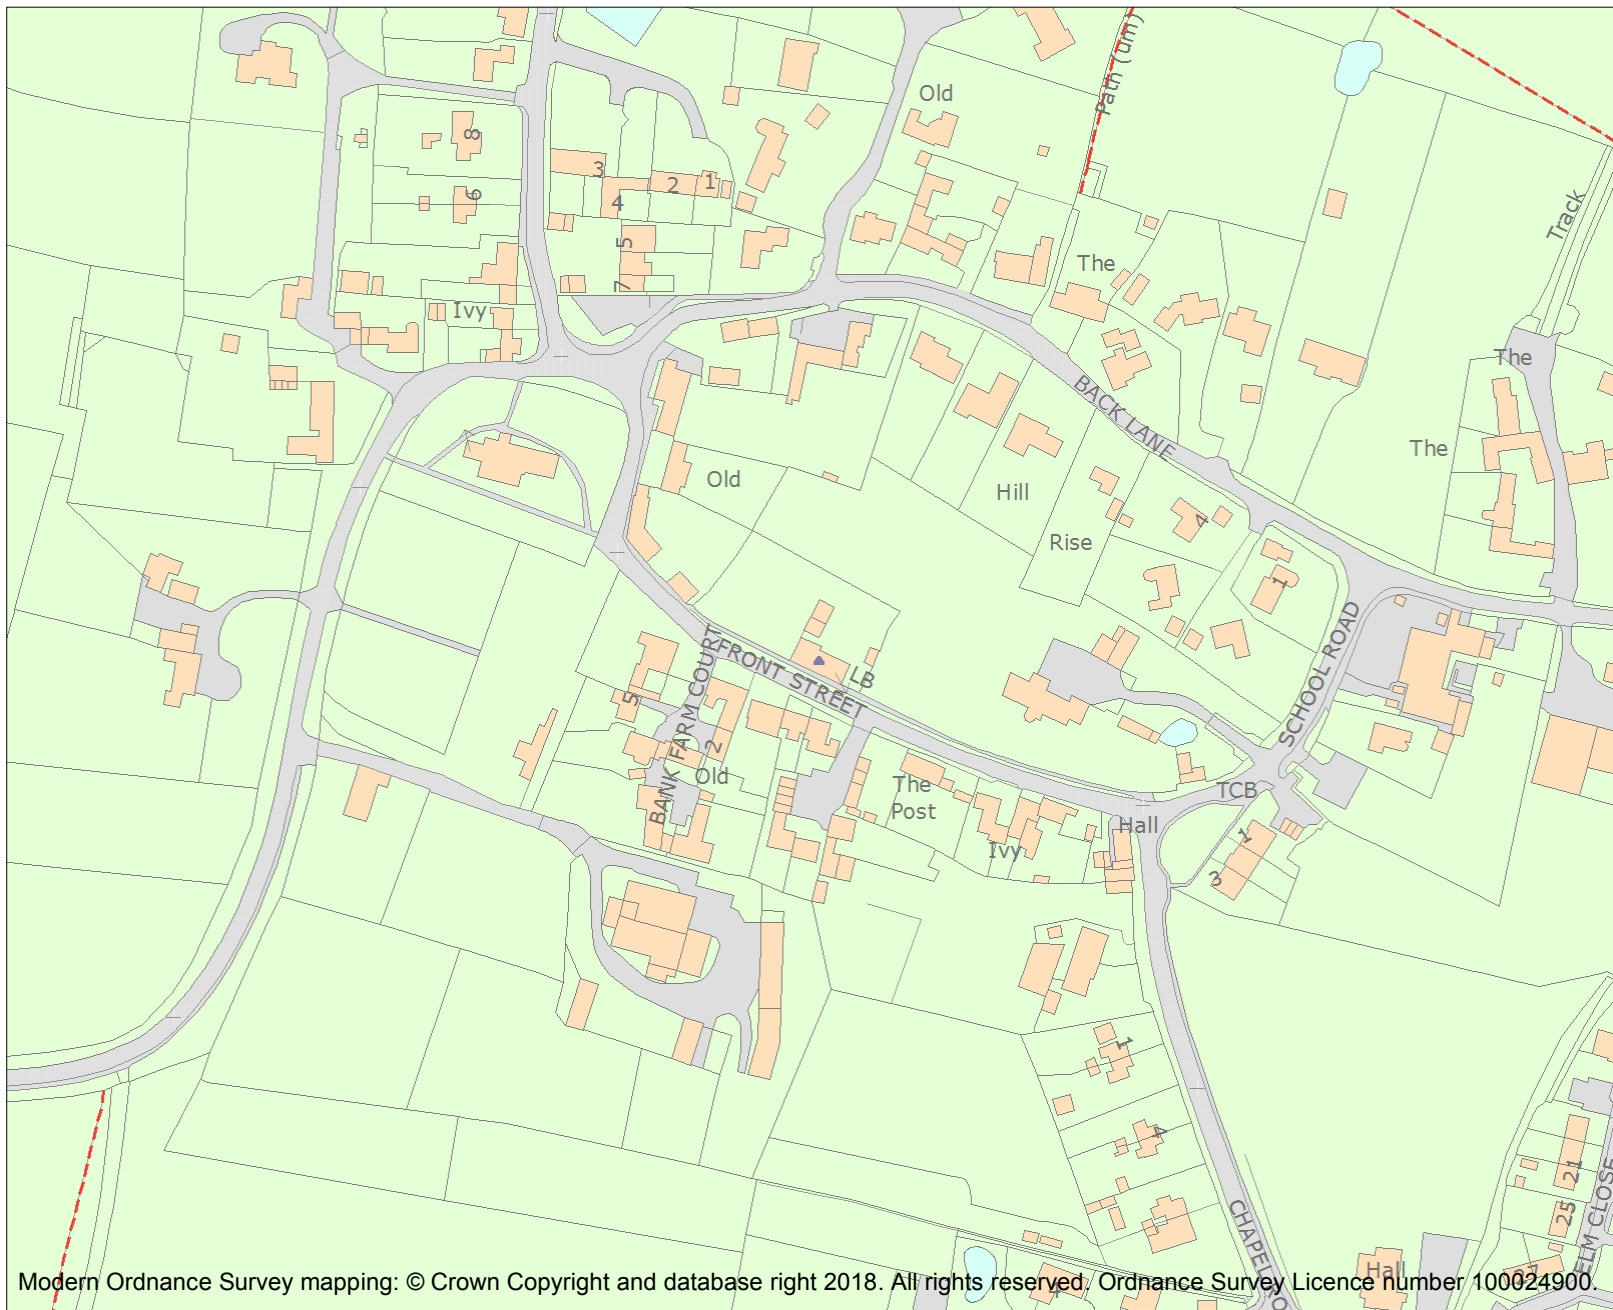 Path (um)
Old
8
3
2
1
6
4
Track
5
The
7
Ivy
The
BACK LANE
The
Old
Hill
4
Rise
1
SCHOOL ROAD
FRONT STREET
LB
BANK FARM COURT
5
2
Old
The
Post
TCB
Hall
1
Ivy
3
1
4
21
25
ELM CLOSE
CHAPEL RO
Hall
27
Modern Ordnance Survey mapping: © Crown Copyright and database right 2018. All rights reserved. Ordnance Survey Licence number 100024900.